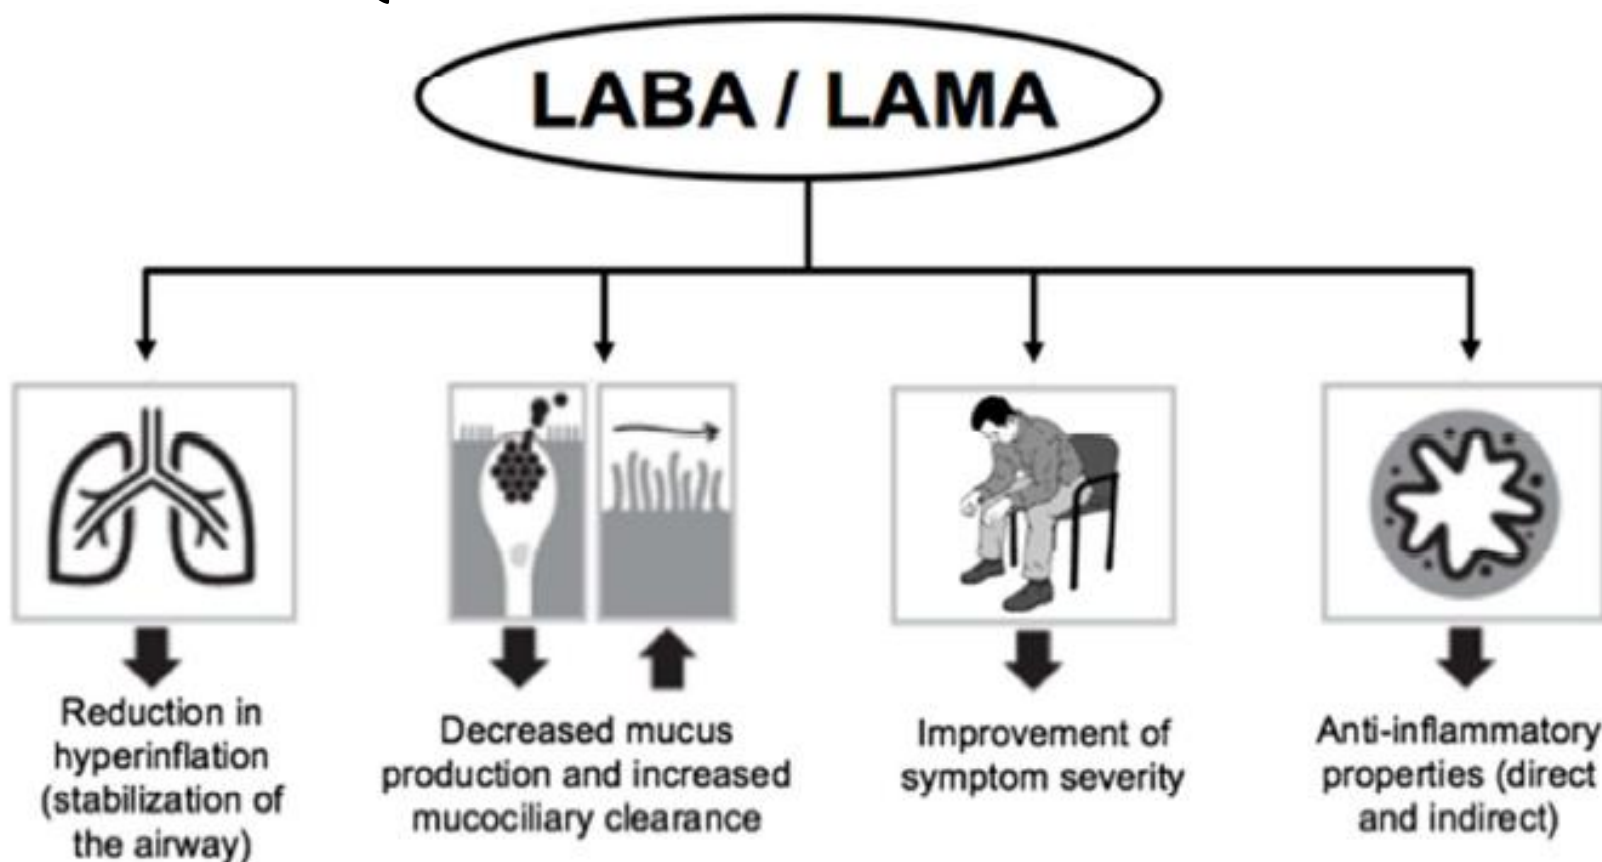 LABA / LAMA
Reduction in
hyperinflation
(stabilization of
the airway)
Decreased mucus
production and increased
mucociliary clearance
Improvement of
symptom severity
Anti-inflammatory
properties (direct
and indirect)